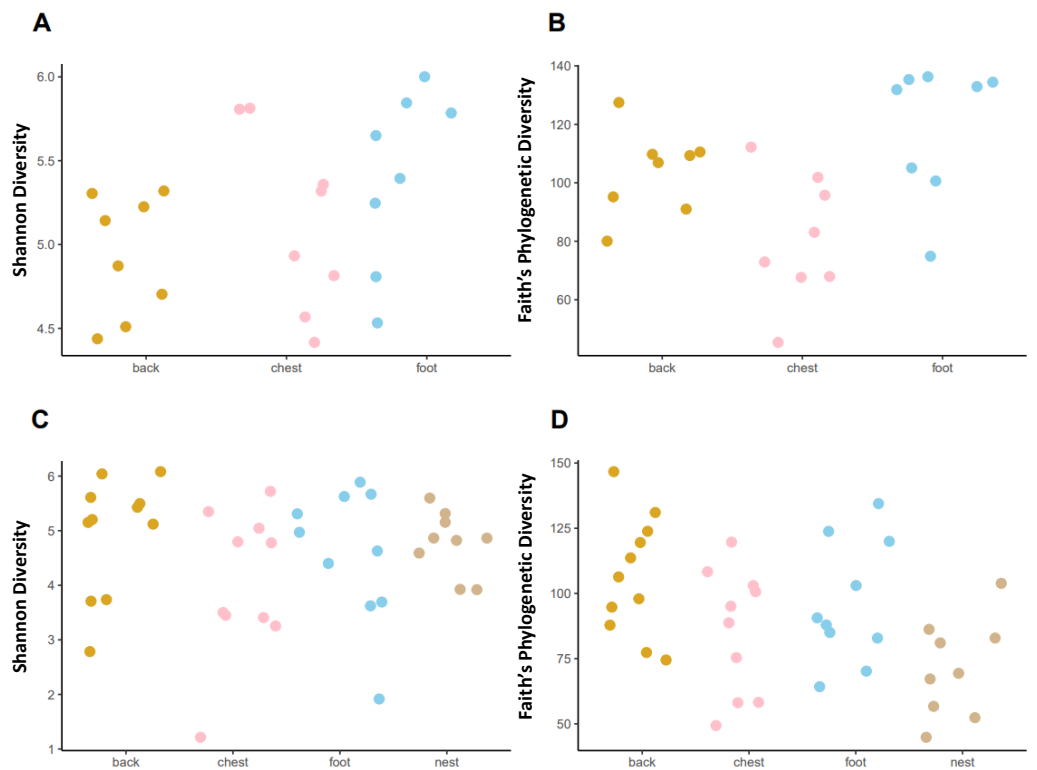 A
Shannon Diversity
6.0
5.5
5.0
4.5
back chest foot
B
Faith's Phylogenetic Diversity
140
120
100
80
60
back chest foot
C
Shannon Diversity
6
5
4
3
2
1
back chest foot nest
D
Faith's Phylogenetic Diversity
150
125
100
75
50
back chest foot nest